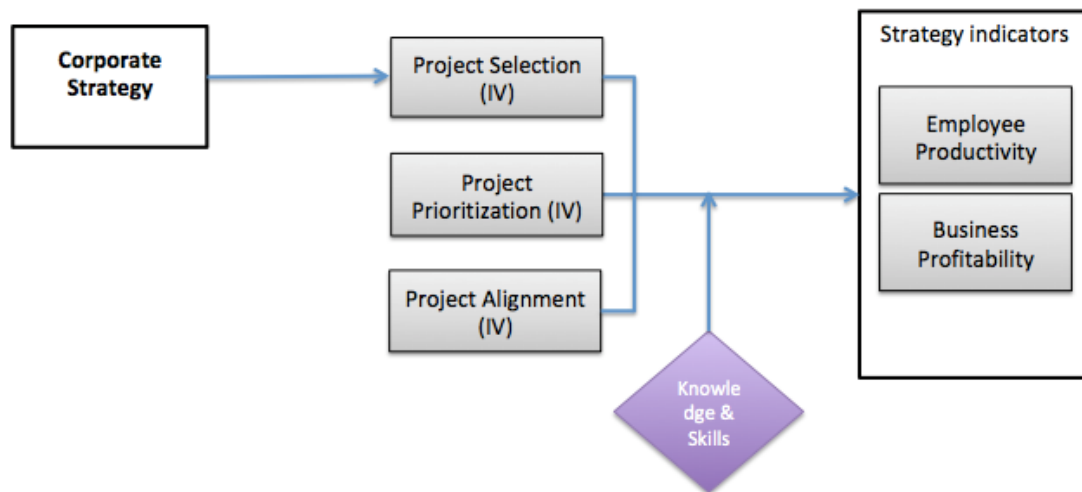 Corporate
Strategy
Project Selection
(IV)
Project
Prioritization (IV)
Project Alignment
(IV)
Knowle
dge &
Skills
Strategy indicators
Employee
Productivity
Business
Profitability